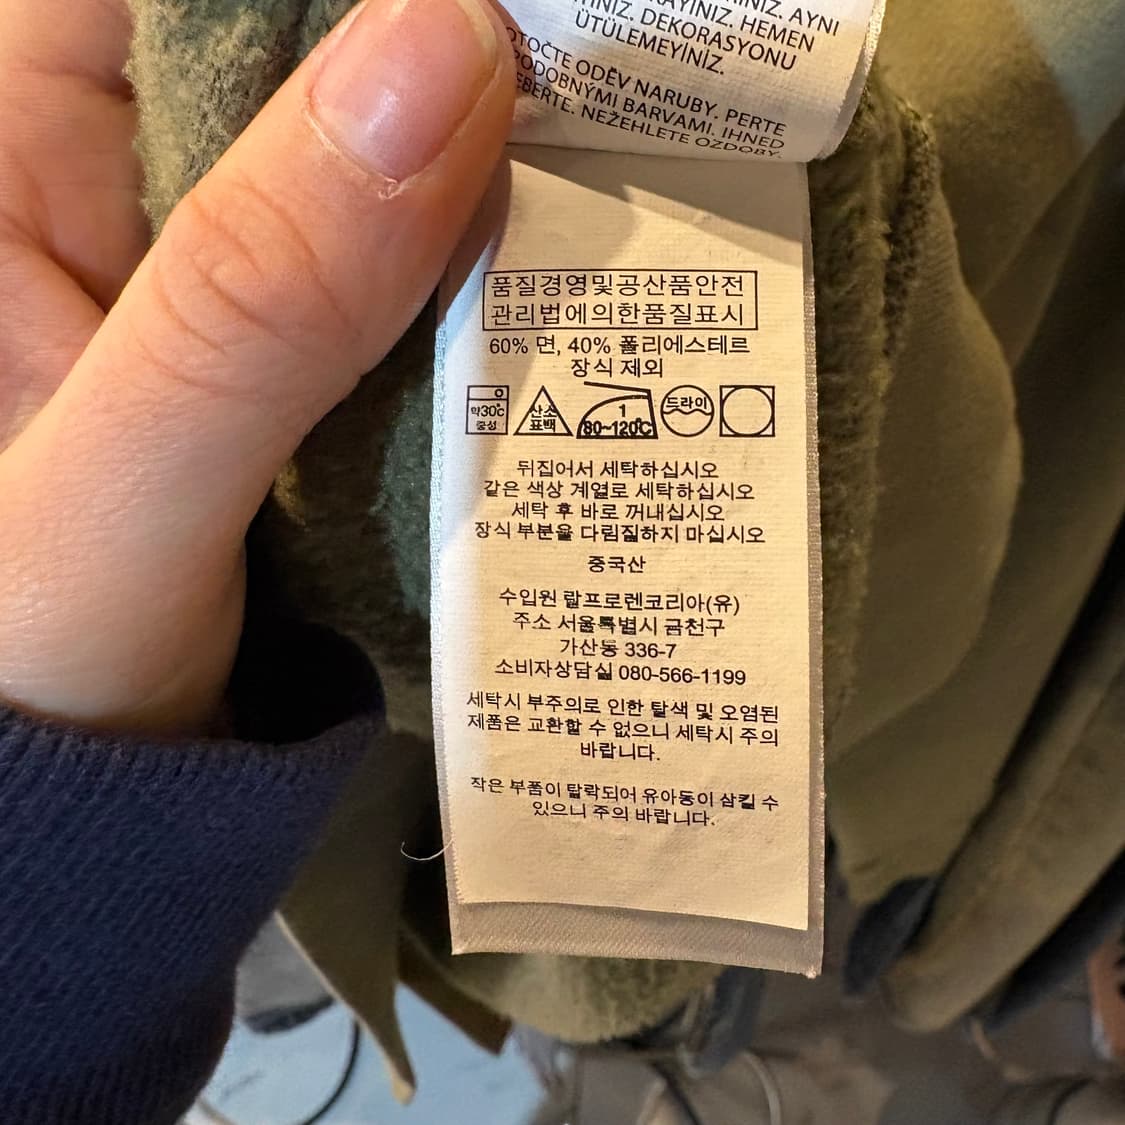 AYNI
HEMEN
DEKORASYONU
ÜTÜLEMEYİNİZ.
ODĚV NARUBY. PERTE
PODOBNÝMI BARVAMI. IHNED
NEŽEHLETE OZDOBY.
품질경영및공산품안전
관리법에의한품질표시
60% 면, 40% 폴리에스테르
장식 제외
약30℃
중성
산소
표백
1
80~120℃
드라이
뒤집어서 세탁하십시오
같은 색상 계열로 세탁하십시오
세탁 후 바로 꺼내십시오
장식 부분을 다림질하지 마십시오
중국산
수입원 랄프로렌코리아(유)
주소 서울특별시 금천구
가산동 336-7
소비자상담실 080-566-1199
세탁시 부주의로 인한 탈색 및 오염된
제품은 교환할 수 없으니 세탁시 주의
바랍니다.
작은 부품이 탈락되어 유아동이 삼킬 수
있으니 주의 바랍니다.